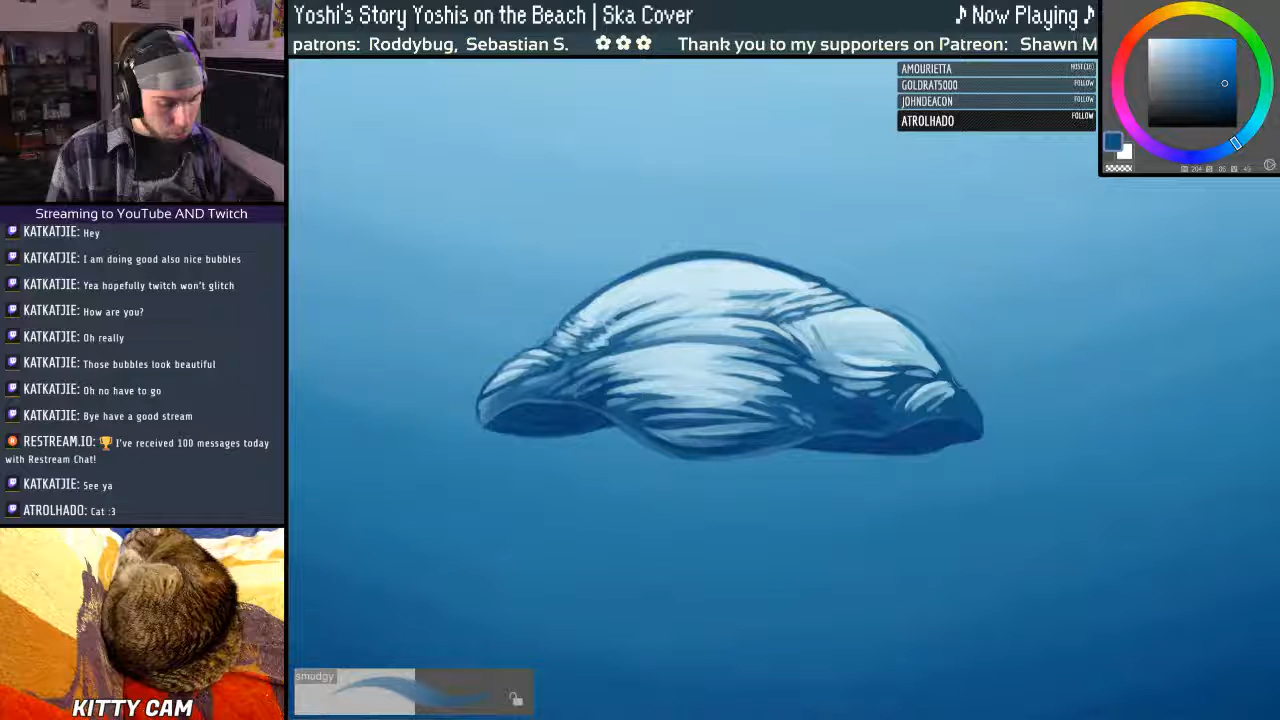 Yoshi's Story Yoshis on the Beach | Ska Cover
♪ Now Playing ♪
patrons: Roddybug, Sebastian S. ✿ ✿ ✿ Thank you to my supporters on Patreon: Shawn M
AMOURIETTA
GOLDRAT5000 FOLLOW
JOHNDEACON FOLLOW
ATROLHADO FOLLOW
Streaming to YouTube AND Twitch
KATKATJIE: Hey
KATKATJIE: I am doing good also nice bubbles
KATKATJIE: Yea hopefully twitch won't glitch
KATKATJIE: How are you?
KATKATJIE: Oh really
KATKATJIE: Those bubbles look beautiful
KATKATJIE: Oh no have to go
KATKATJIE: Bye have a good stream
RESTREAM.IO: 🏆 I've received 100 messages today
with Restream Chat!
KATKATJIE: See ya
ATROLHADO: Cat :3
KITTY CAM
smudgy